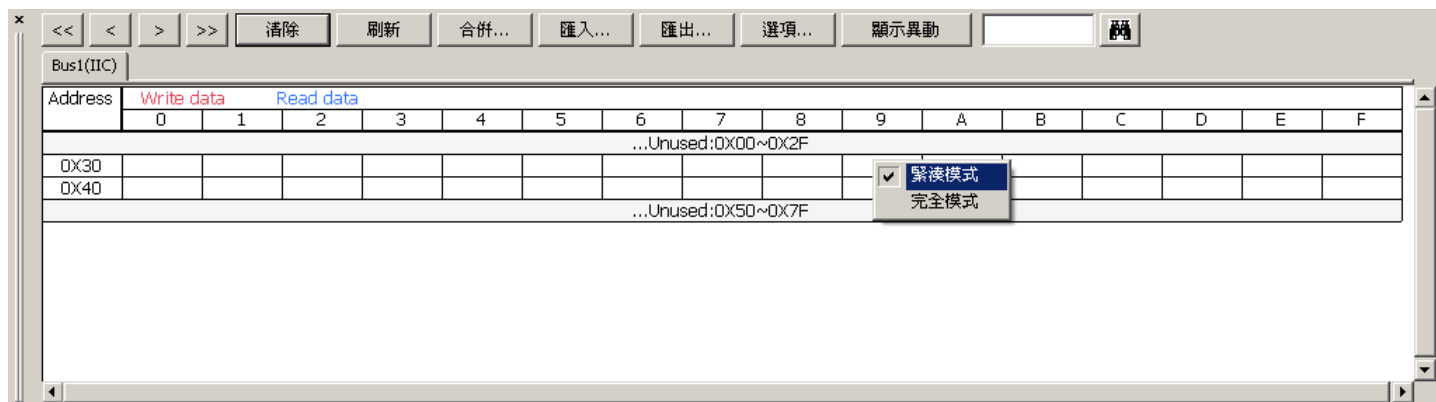 << < > >> 清除 刷新 合併... 匯入... 匯出... 選項... 顯示異動
Bus1(IIC)
Address Write data Read data
0 1 2 3 4 5 6 7 8 9 A B C D E F
...Unused:0X00~0X2F
0X30
緊湊模式
0X40
完全模式
...Unused:0X50~0X7F